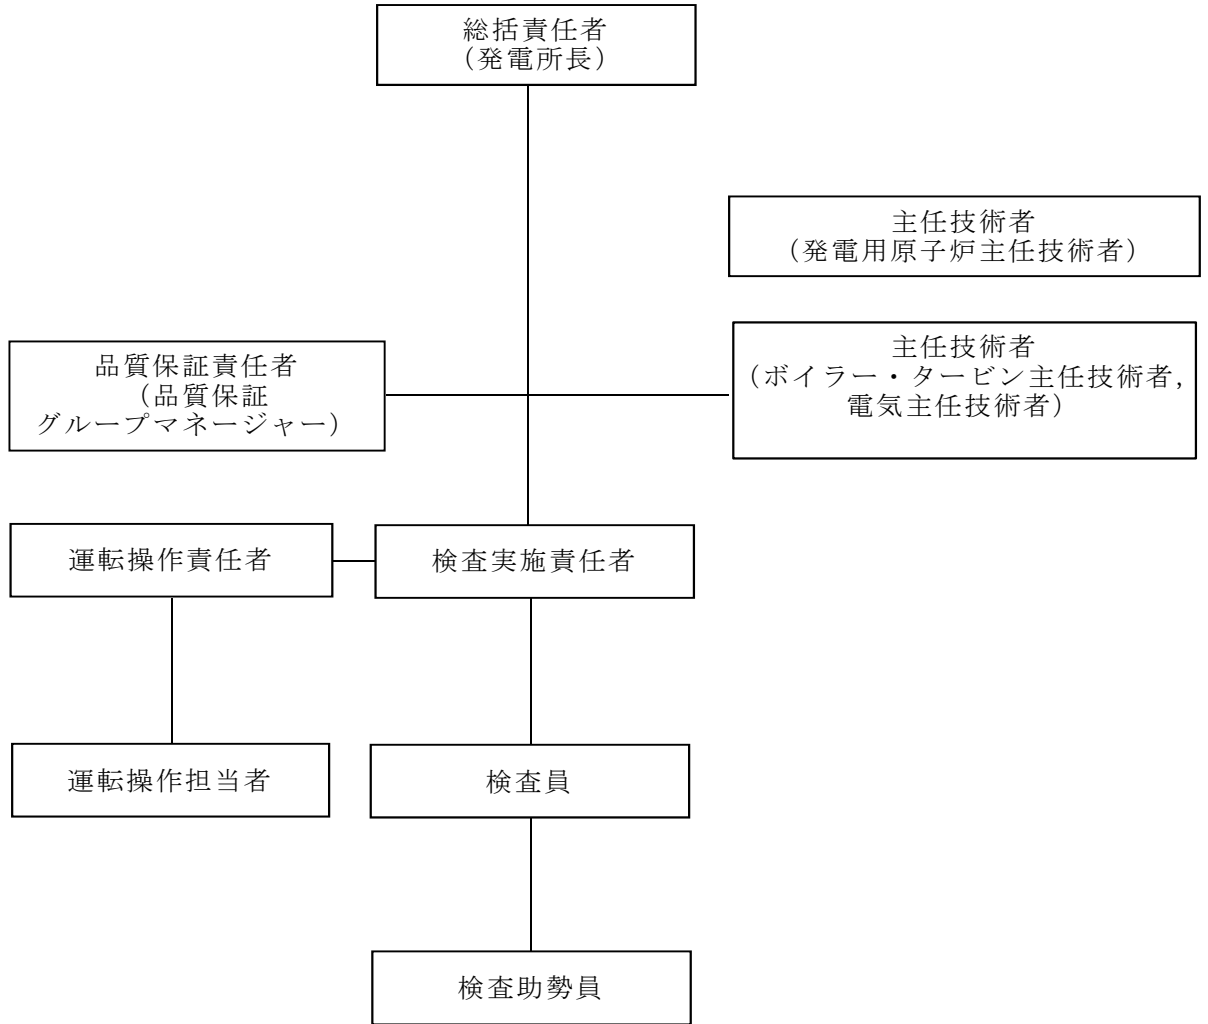 総括責任者
（発電所長）
主任技術者
（発電用原子炉主任技術者）
主任技術者
（ボイラー・タービン主任技術者，
電気主任技術者）
品質保証責任者
（品質保証
グループマネージャー）
運転操作責任者
検査実施責任者
運転操作担当者
検査員
検査助勢員